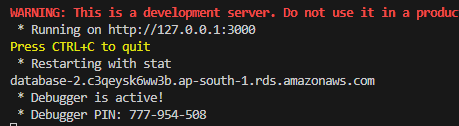 WARNING: This is a development server. Do not use it in a produc
* Running on http://127.0.0.1:3000
Press CTRL+C to quit
* Restarting with stat
database-2.c3qeysk6ww3b.ap-south-1.rds.amazonaws.com
* Debugger is active!
* Debugger PIN: 777-954-508